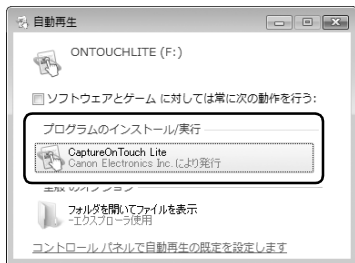 自動再生
ONTOUCHLITE (F:)
ソフトウェアとゲーム に対しては常に次の動作を行う:
プログラムのインストール/実行
CaptureOnTouch Lite
Canon Electronics Inc. により発行
全般 のオプション
フォルダを開いてファイルを表示
-エクスプローラ使用
コントロール パネルで自動再生の既定を設定します